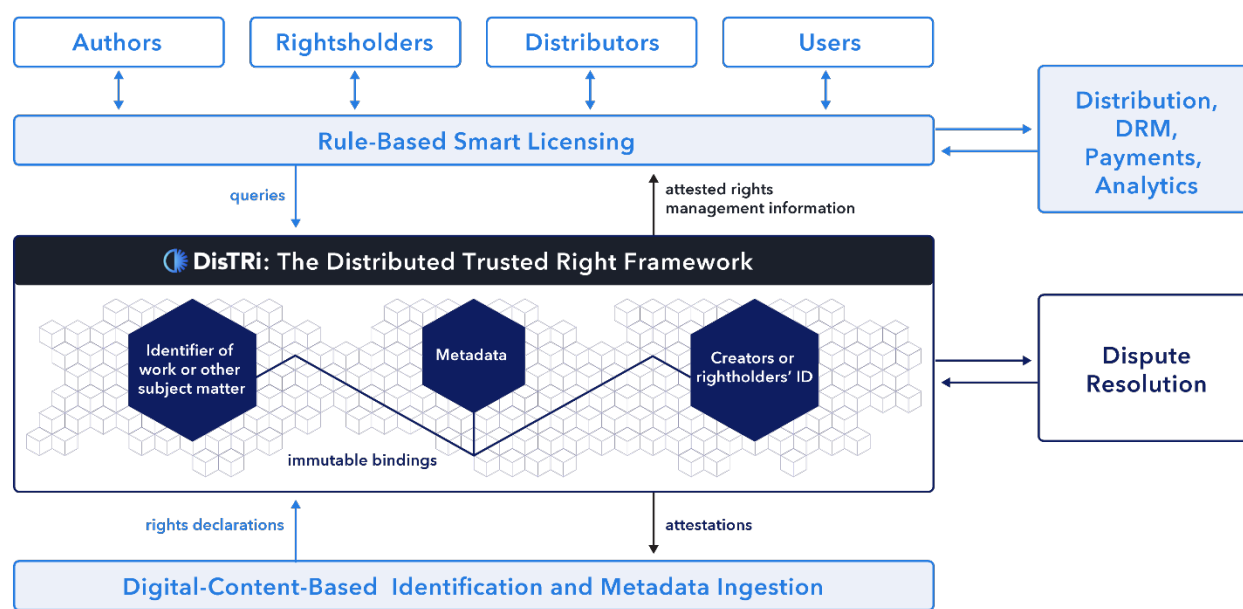 Authors
Rightsholders
Distributors
Users
Rule-Based Smart Licensing
Distribution,
DRM,
Payments,
Analytics
queries
attested rights
management information
DisTRi: The Distributed Trusted Right Framework
Identifier of
work or other
subject matter
Metadata
Creators or
rightholders’ ID
immutable bindings
Dispute
Resolution
rights declarations
attestations
Digital-Content-Based Identification and Metadata Ingestion